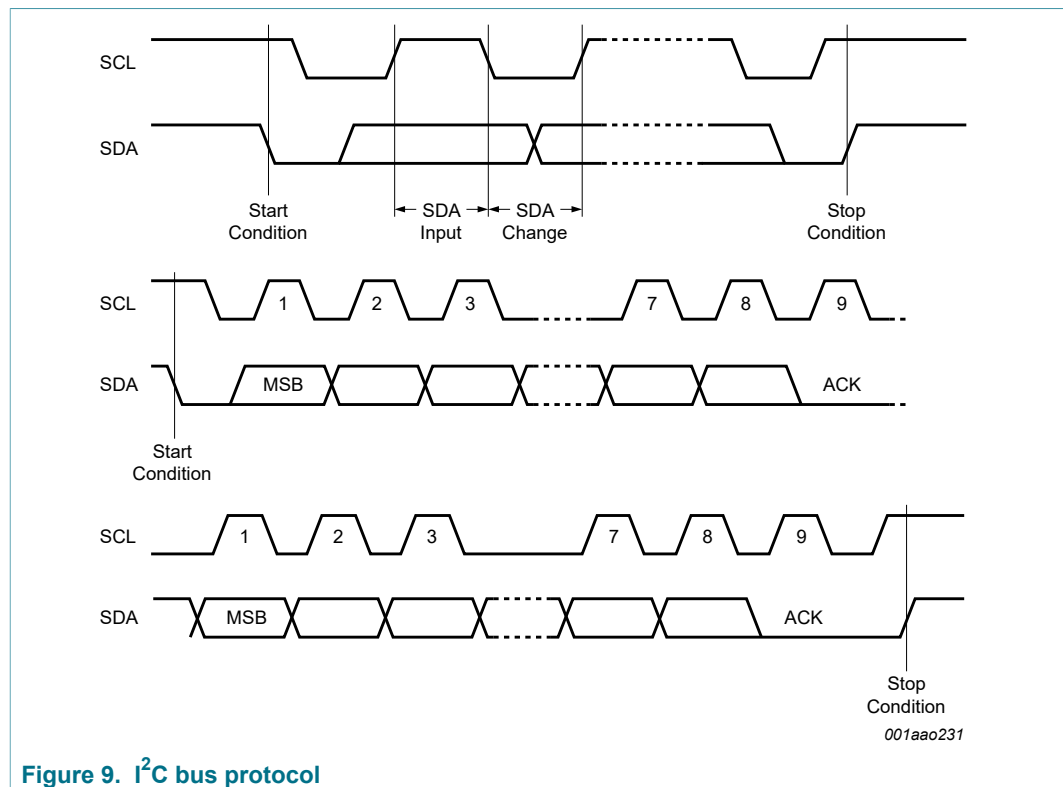 SCL
SDA
Start
Condition
SDA
Input
SDA
Change
Stop
Condition
SCL
1 2 3 7 8 9
SDA
MSB ACK
Start
Condition
SCL
1 2 3 7 8 9
SDA
MSB ACK
Stop
Condition
001aao231
Figure 9. I²C bus protocol